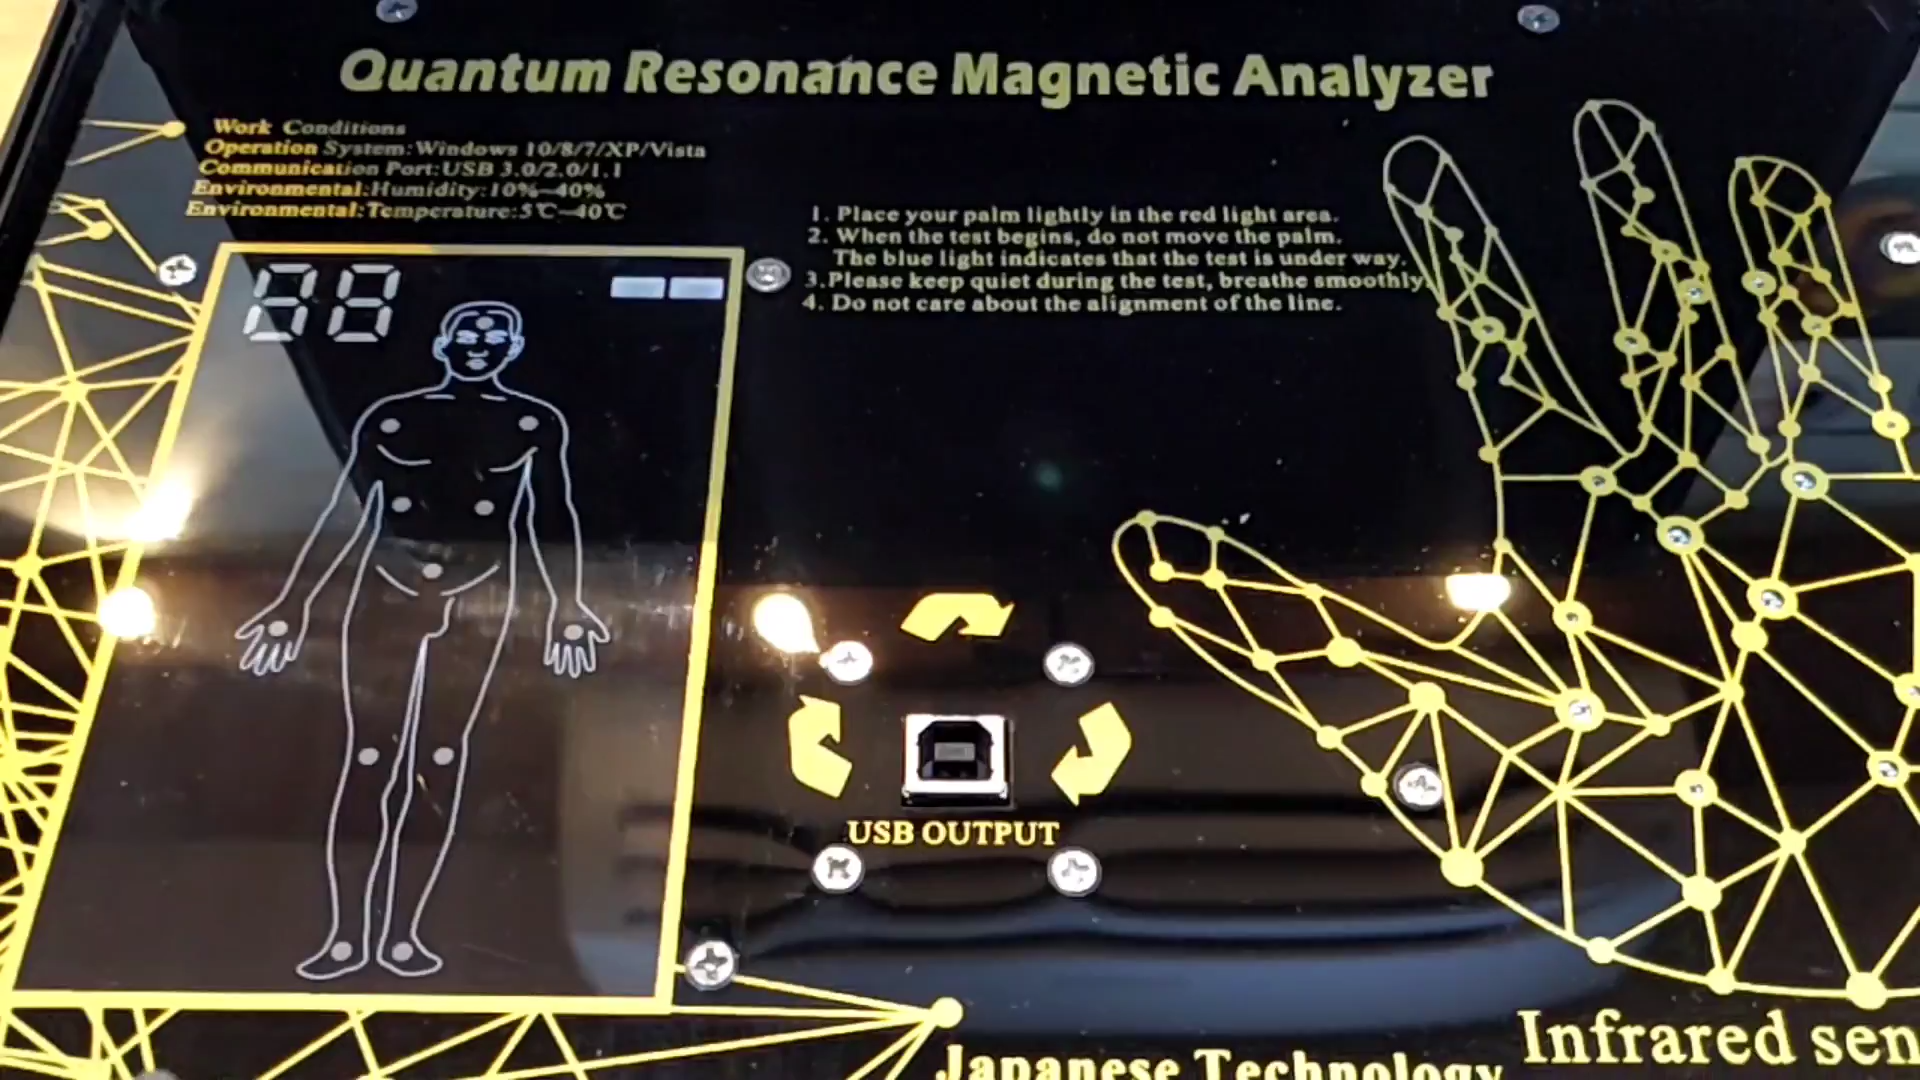 Quantum Resonance Magnetic Analyzer
Work Conditions
Operation System:Windows 10/8/7/XP/Vista
Communication Port:USB 3.0/2.0/1.1
Environmental:Humidity:10%—40%
Environmental:Temperature:5℃—40℃
1. Place your palm lightly in the red light area.
2. When the test begins, do not move the palm.
The blue light indicates that the test is under way.
3.Please keep quiet during the test, breathe smoothly.
4. Do not care about the alignment of the line.
88
USB OUTPUT
Infrared sen
Japanese Technology